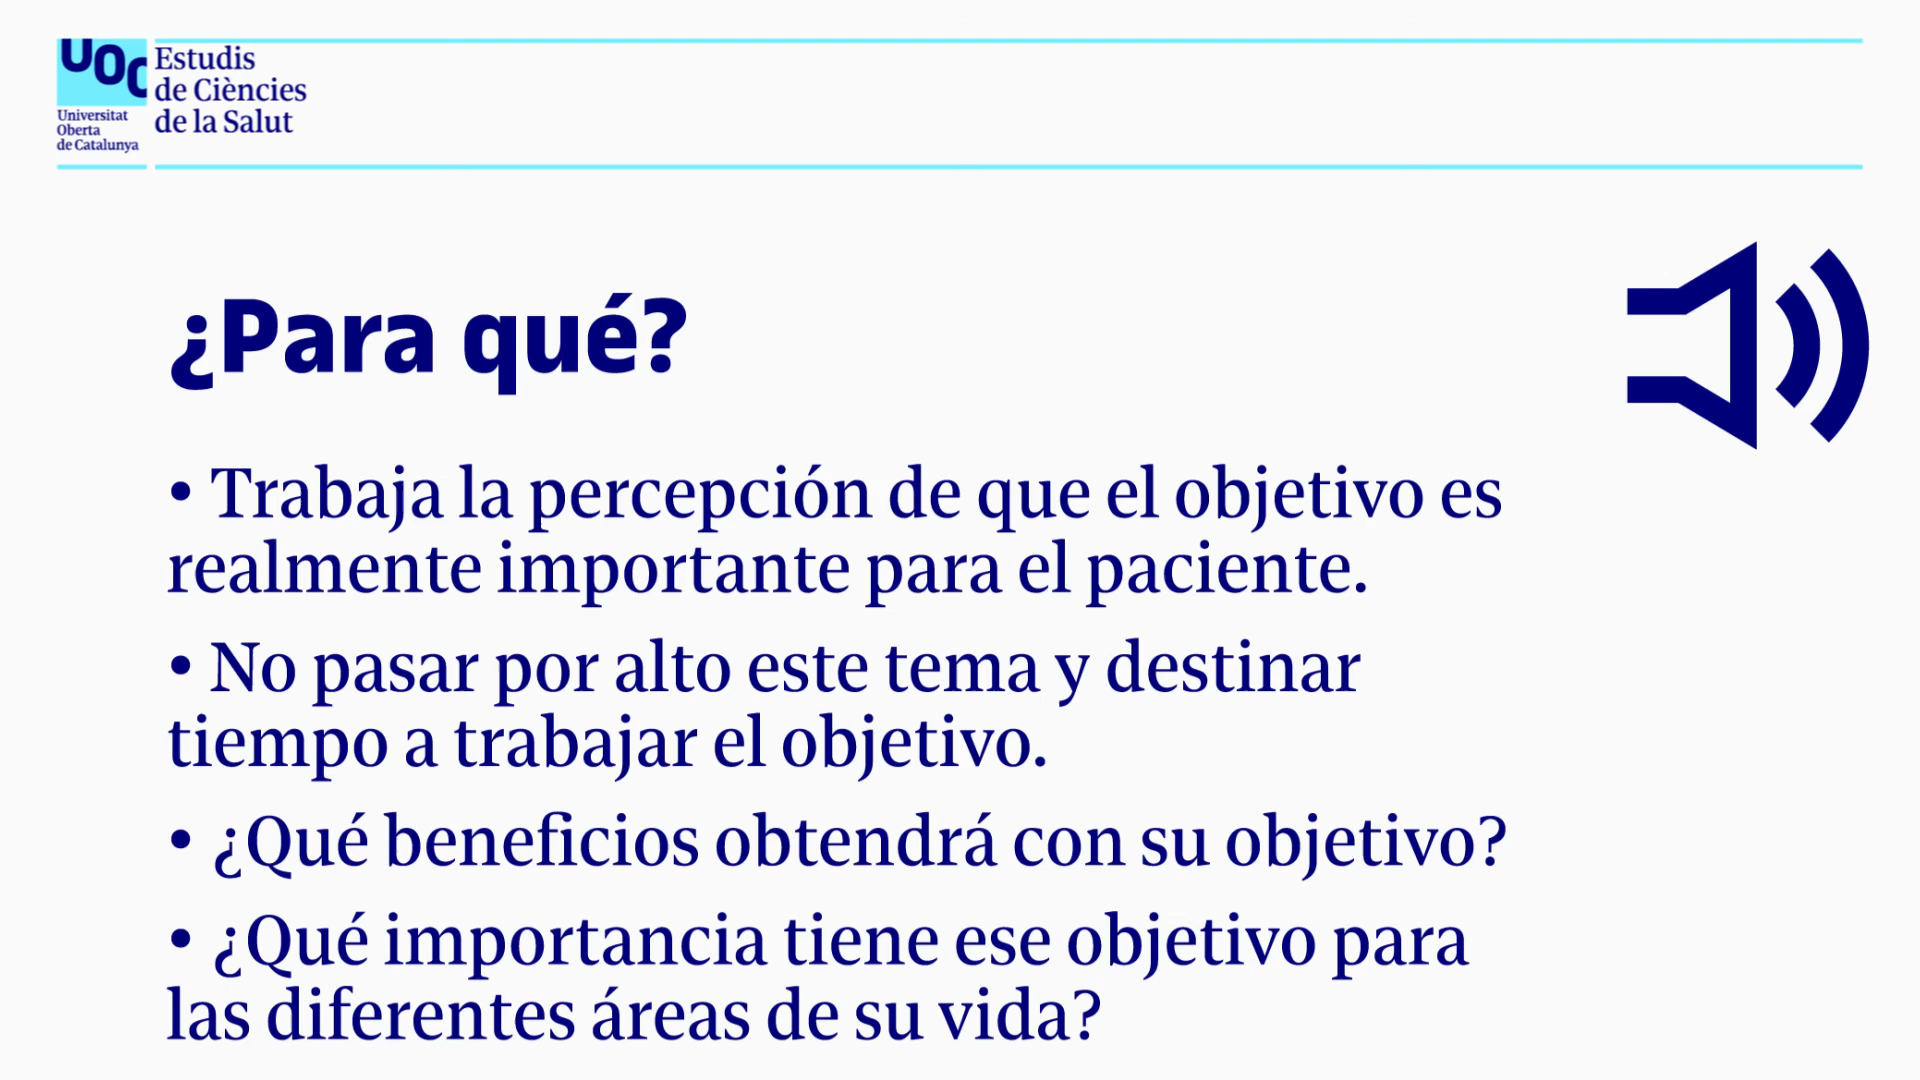 UOC
Universitat
Oberta
de Catalunya
Estudis
de Ciències
de la Salut
¿Para qué?
• Trabaja la percepción de que el objetivo es
realmente importante para el paciente.
• No pasar por alto este tema y destinar
tiempo a trabajar el objetivo.
• ¿Qué beneficios obtendrá con su objetivo?
• ¿Qué importancia tiene ese objetivo para
las diferentes áreas de su vida?